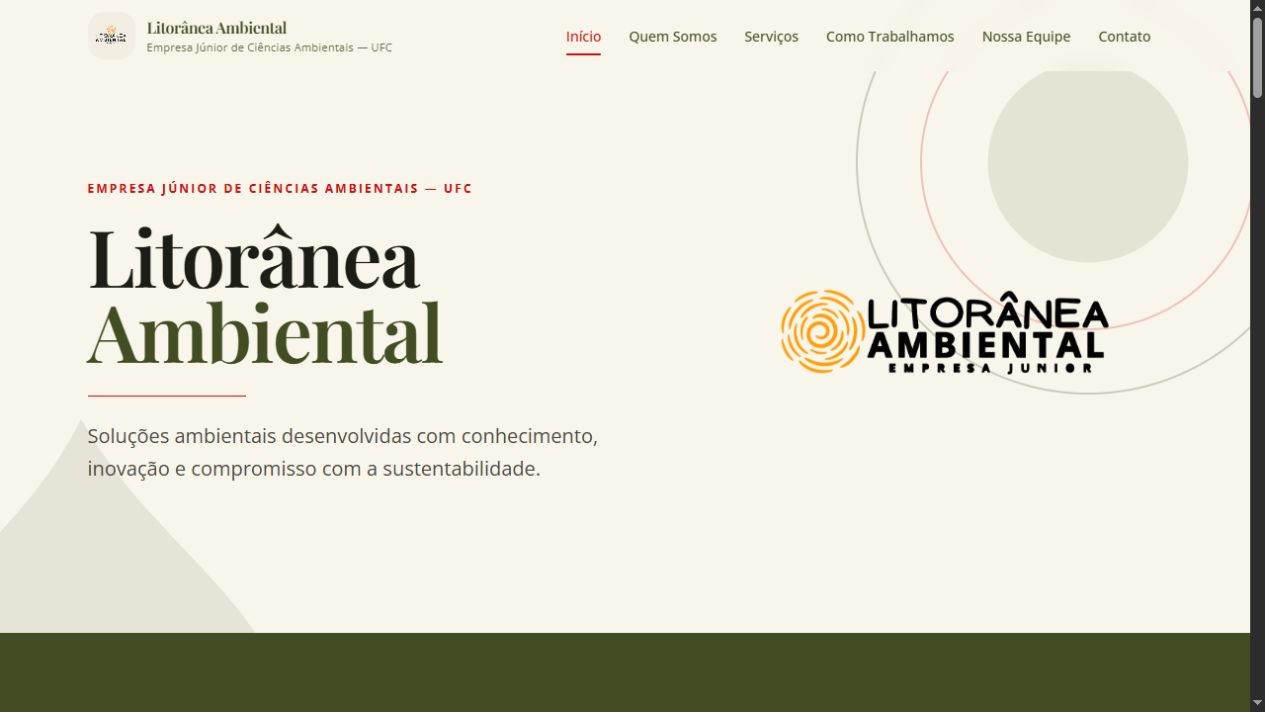 Litorânea Ambiental
Empresa Júnior de Ciências Ambientais — UFC
Início Quem Somos Serviços Como Trabalhamos Nossa Equipe Contato
EMPRESA JÚNIOR DE CIÊNCIAS AMBIENTAIS — UFC
Litorânea
Ambiental
Soluções ambientais desenvolvidas com conhecimento,
inovação e compromisso com a sustentabilidade.
LITORÂNEA
AMBIENTAL
EMPRESA JUNIOR